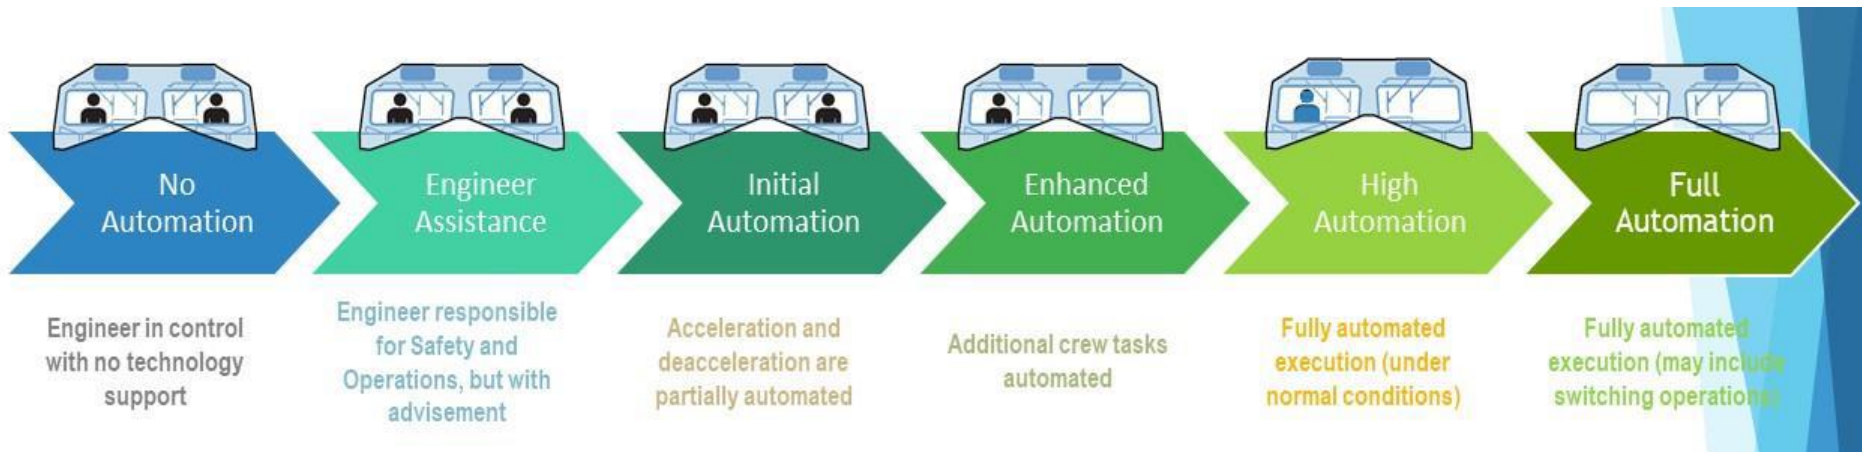 No
Automation
Engineer
Assistance
Initial
Automation
Enhanced
Automation
High
Automation
Full
Automation
Engineer in control
with no technology
support
Engineer responsible
for Safety and
Operations, but with
advisement
Acceleration and
deacceleration are
partially automated
Additional crew tasks
automated
Fully automated
execution (under
normal conditions)
Fully automated
execution (may include
switching operations)